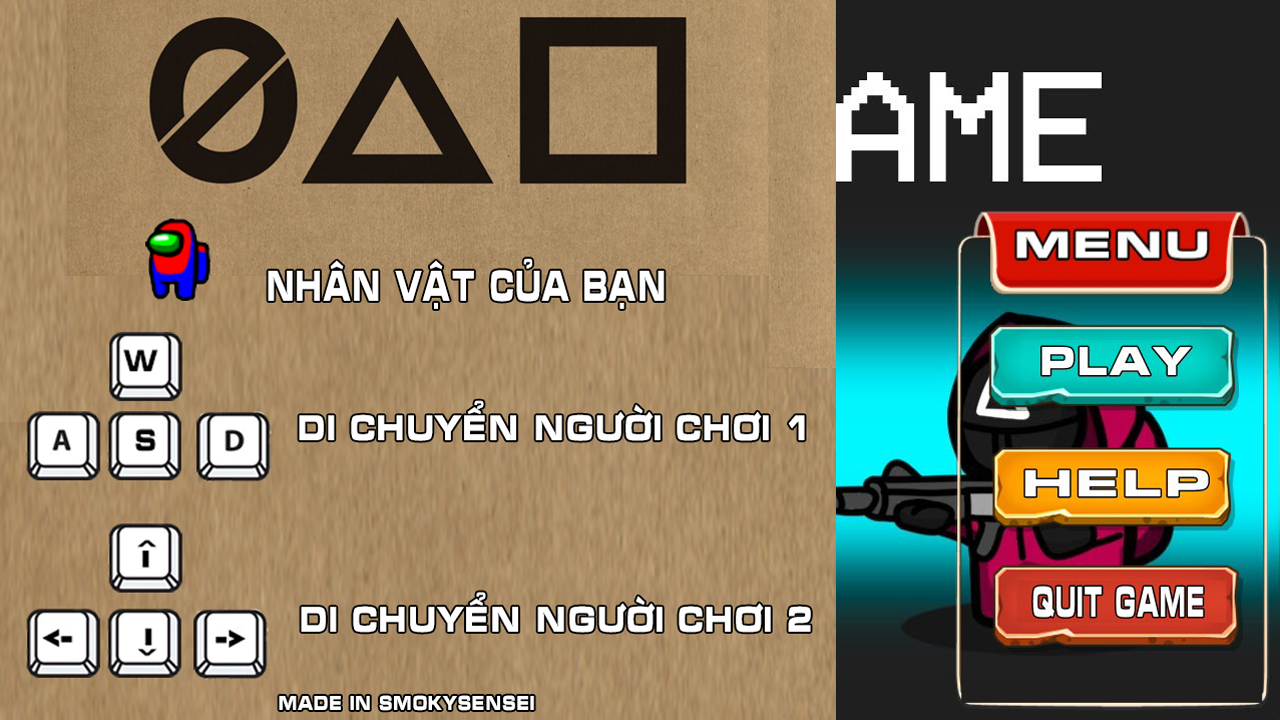 AME
NHÂN VẬT CỦA BẠN
W
A S D
DI CHUYỂN NGƯỜI CHƠI 1
DI CHUYỂN NGƯỜI CHƠI 2
<- ->
MADE IN SMOKYSENSEI
MENU
PLAY
HELP
QUIT GAME